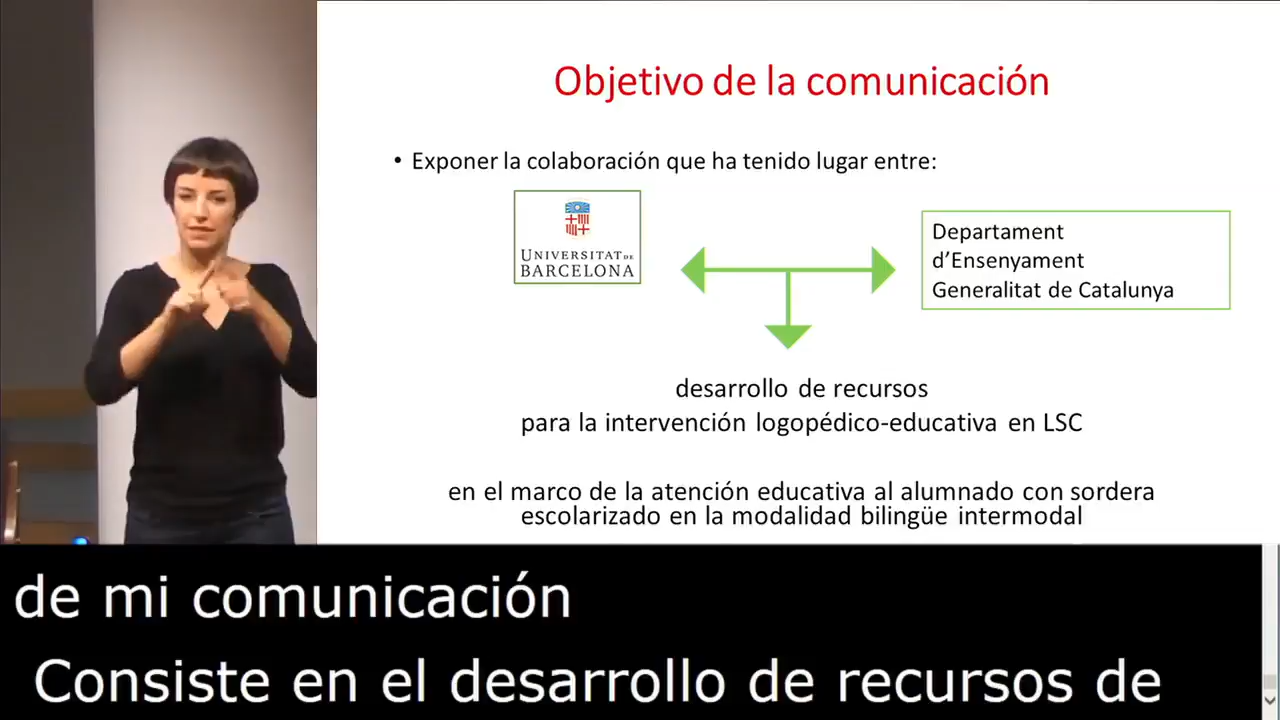 Objetivo de la comunicación
• Exponer la colaboración que ha tenido lugar entre:
UNIVERSITAT DE
BARCELONA
Departament
d'Ensenyament
Generalitat de Catalunya
desarrollo de recursos
para la intervención logopédico-educativa en LSC
en el marco de la atención educativa al alumnado con sordera
escolarizado en la modalidad bilingüe intermodal
de mi comunicación
Consiste en el desarrollo de recursos de